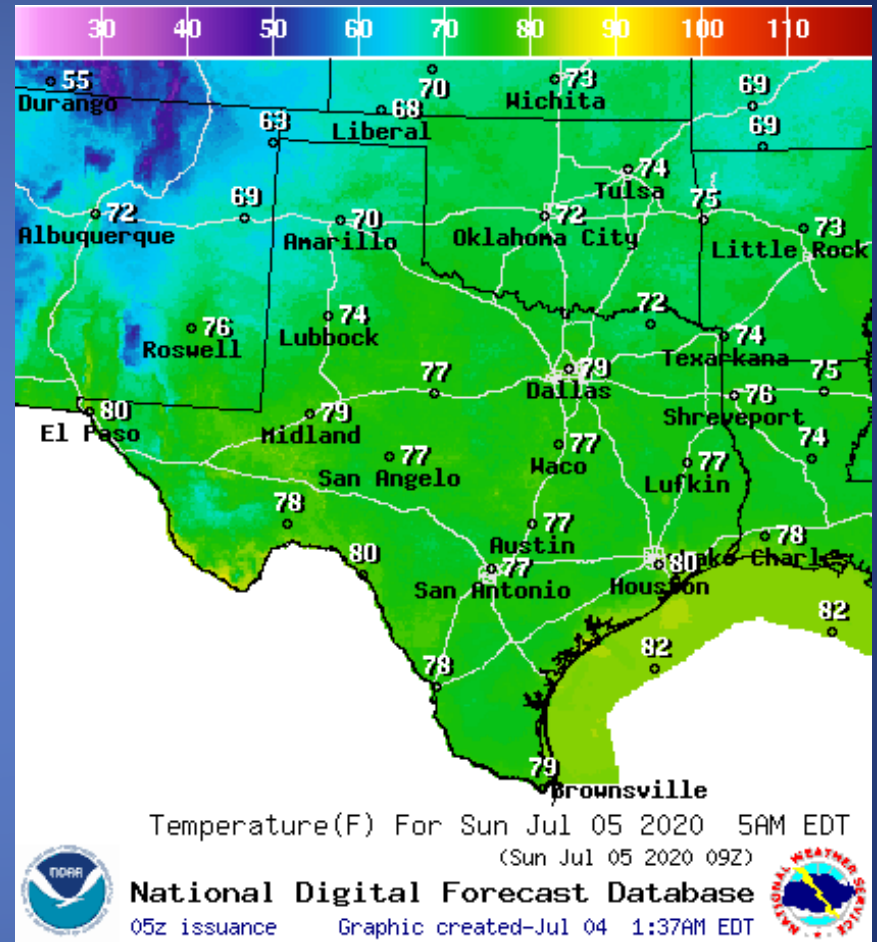 30 40 50 60 70 80 90 100 110
55
Durango
70
73
Wichita
69
68
Liberal
63
69
74
Tulsa
72
Albuquerque
69
70
Amarillo
72
Oklahoma City
75
73
Little Rock
76
Roswell
74
Lubbock
72
74
Texarkana
79
Dallas
77
75
76
Shreveport
80
El Paso
79
Midland
77
San Angelo
77
Waco
74
77
Lufkin
78
77
Austin
78
Lake Charles
80
77
San Antonio
80
Houston
82
82
78
79
Brownsville
Temperature(F) For Sun Jul 05 2020 5AM EDT
(Sun Jul 05 2020 09Z)
National Digital Forecast Database
05z issuance Graphic created-Jul 04 1:37AM EDT
NOAA
NATIONAL WEATHER SERVICE